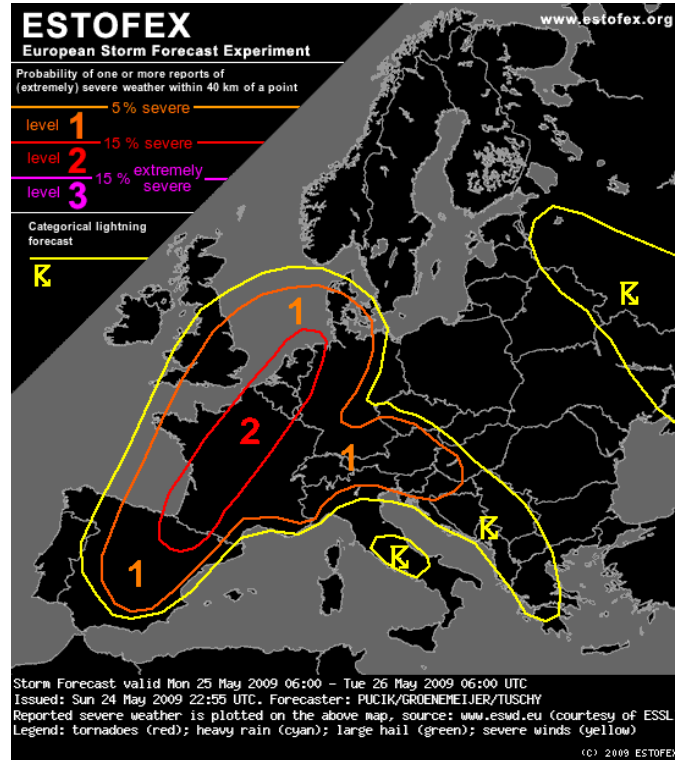 ESTOFEX
www.estofex.org
European Storm Forecast Experiment
Probability of one or more reports of
(extremely) severe weather within 40 km of a point
5% severe
level 1
15% severe
level 2
15 % extremely
severe
level 3
Categorical lightning
forecast
1
2
1
1
Storm Forecast valid Mon 25 May 2009 06:00 - Tue 26 May 2009 06:00 UTC
Issued: Sun 24 May 2009 22:55 UTC. Forecaster: PUCIK/GROENEMEIJER/TUSCHY
Reported severe weather is plotted on the above map, source: www.eswd.eu (courtesy of ESSL
Legend: tornadoes (red); heavy rain (cyan); large hail (green); severe winds (yellow)
(C) 2009 ESTOFEX